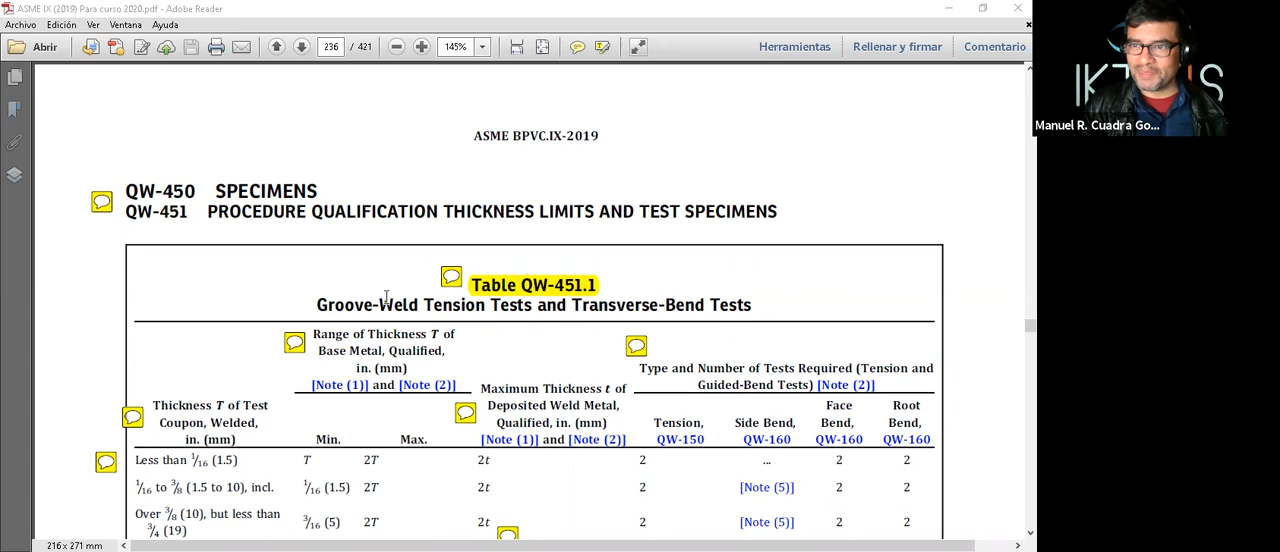 ASME IX (2019) Para curso 2020.pdf - Adobe Reader
Archivo Edición Ver Ventana Ayuda
Abrir 236 / 421 145% Herramientas Rellenar y firmar Comentario
Manuel R. Cuadra Go...
ASME BPVC.IX-2019
QW-450 SPECIMENS
QW-451 PROCEDURE QUALIFICATION THICKNESS LIMITS AND TEST SPECIMENS
Table QW-451.1
Groove-Weld Tension Tests and Transverse-Bend Tests
Range of Thickness T of
Base Metal, Qualified,
in. (mm)
[Note (1)] and [Note (2)]
Type and Number of Tests Required (Tension and
Guided-Bend Tests) [Note (2)]
Thickness T of Test
Coupon, Welded,
in. (mm)
Min. Max.
Maximum Thickness t of
Deposited Weld Metal,
Qualified, in. (mm)
[Note (1)] and [Note (2)]
Tension,
QW-150
Side Bend,
QW-160
Face
Bend,
QW-160
Root
Bend,
QW-160
Less than 1/16 (1.5) T 2T 2t 2 ... 2 2
1/16 to 3/8 (1.5 to 10), incl. 1/16 (1.5) 2T 2t 2 [Note (5)] 2 2
Over 3/8 (10), but less than
3/4 (19) 3/16 (5) 2T 2t 2 [Note (5)] 2 2
216 x 271 mm